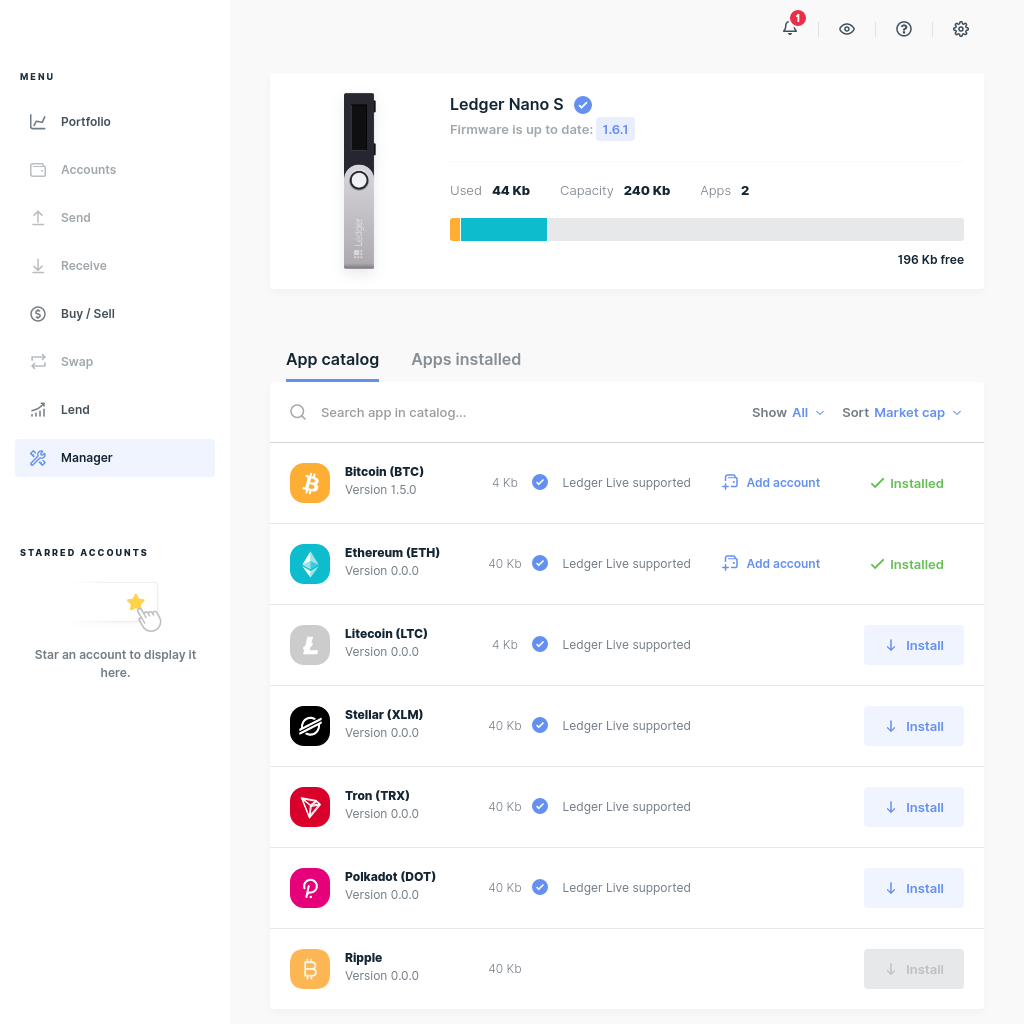 1
MENU
Portfolio
Accounts
Send
Receive
Buy / Sell
Swap
Lend
Manager
STARRED ACCOUNTS
Star an account to display it
here.
Ledger
Ledger Nano S
Firmware is up to date: 1.6.1
Used 44 Kb Capacity 240 Kb Apps 2
196 Kb free
App catalog Apps installed
Search app in catalog... Show All Sort Market cap
Bitcoin (BTC)
Version 1.5.0
4 Kb Ledger Live supported Add account Installed
Ethereum (ETH)
Version 0.0.0
40 Kb Ledger Live supported Add account Installed
Litecoin (LTC)
Version 0.0.0
4 Kb Ledger Live supported Install
Stellar (XLM)
Version 0.0.0
40 Kb Ledger Live supported Install
Tron (TRX)
Version 0.0.0
40 Kb Ledger Live supported Install
Polkadot (DOT)
Version 0.0.0
40 Kb Ledger Live supported Install
Ripple
Version 0.0.0
40 Kb Install